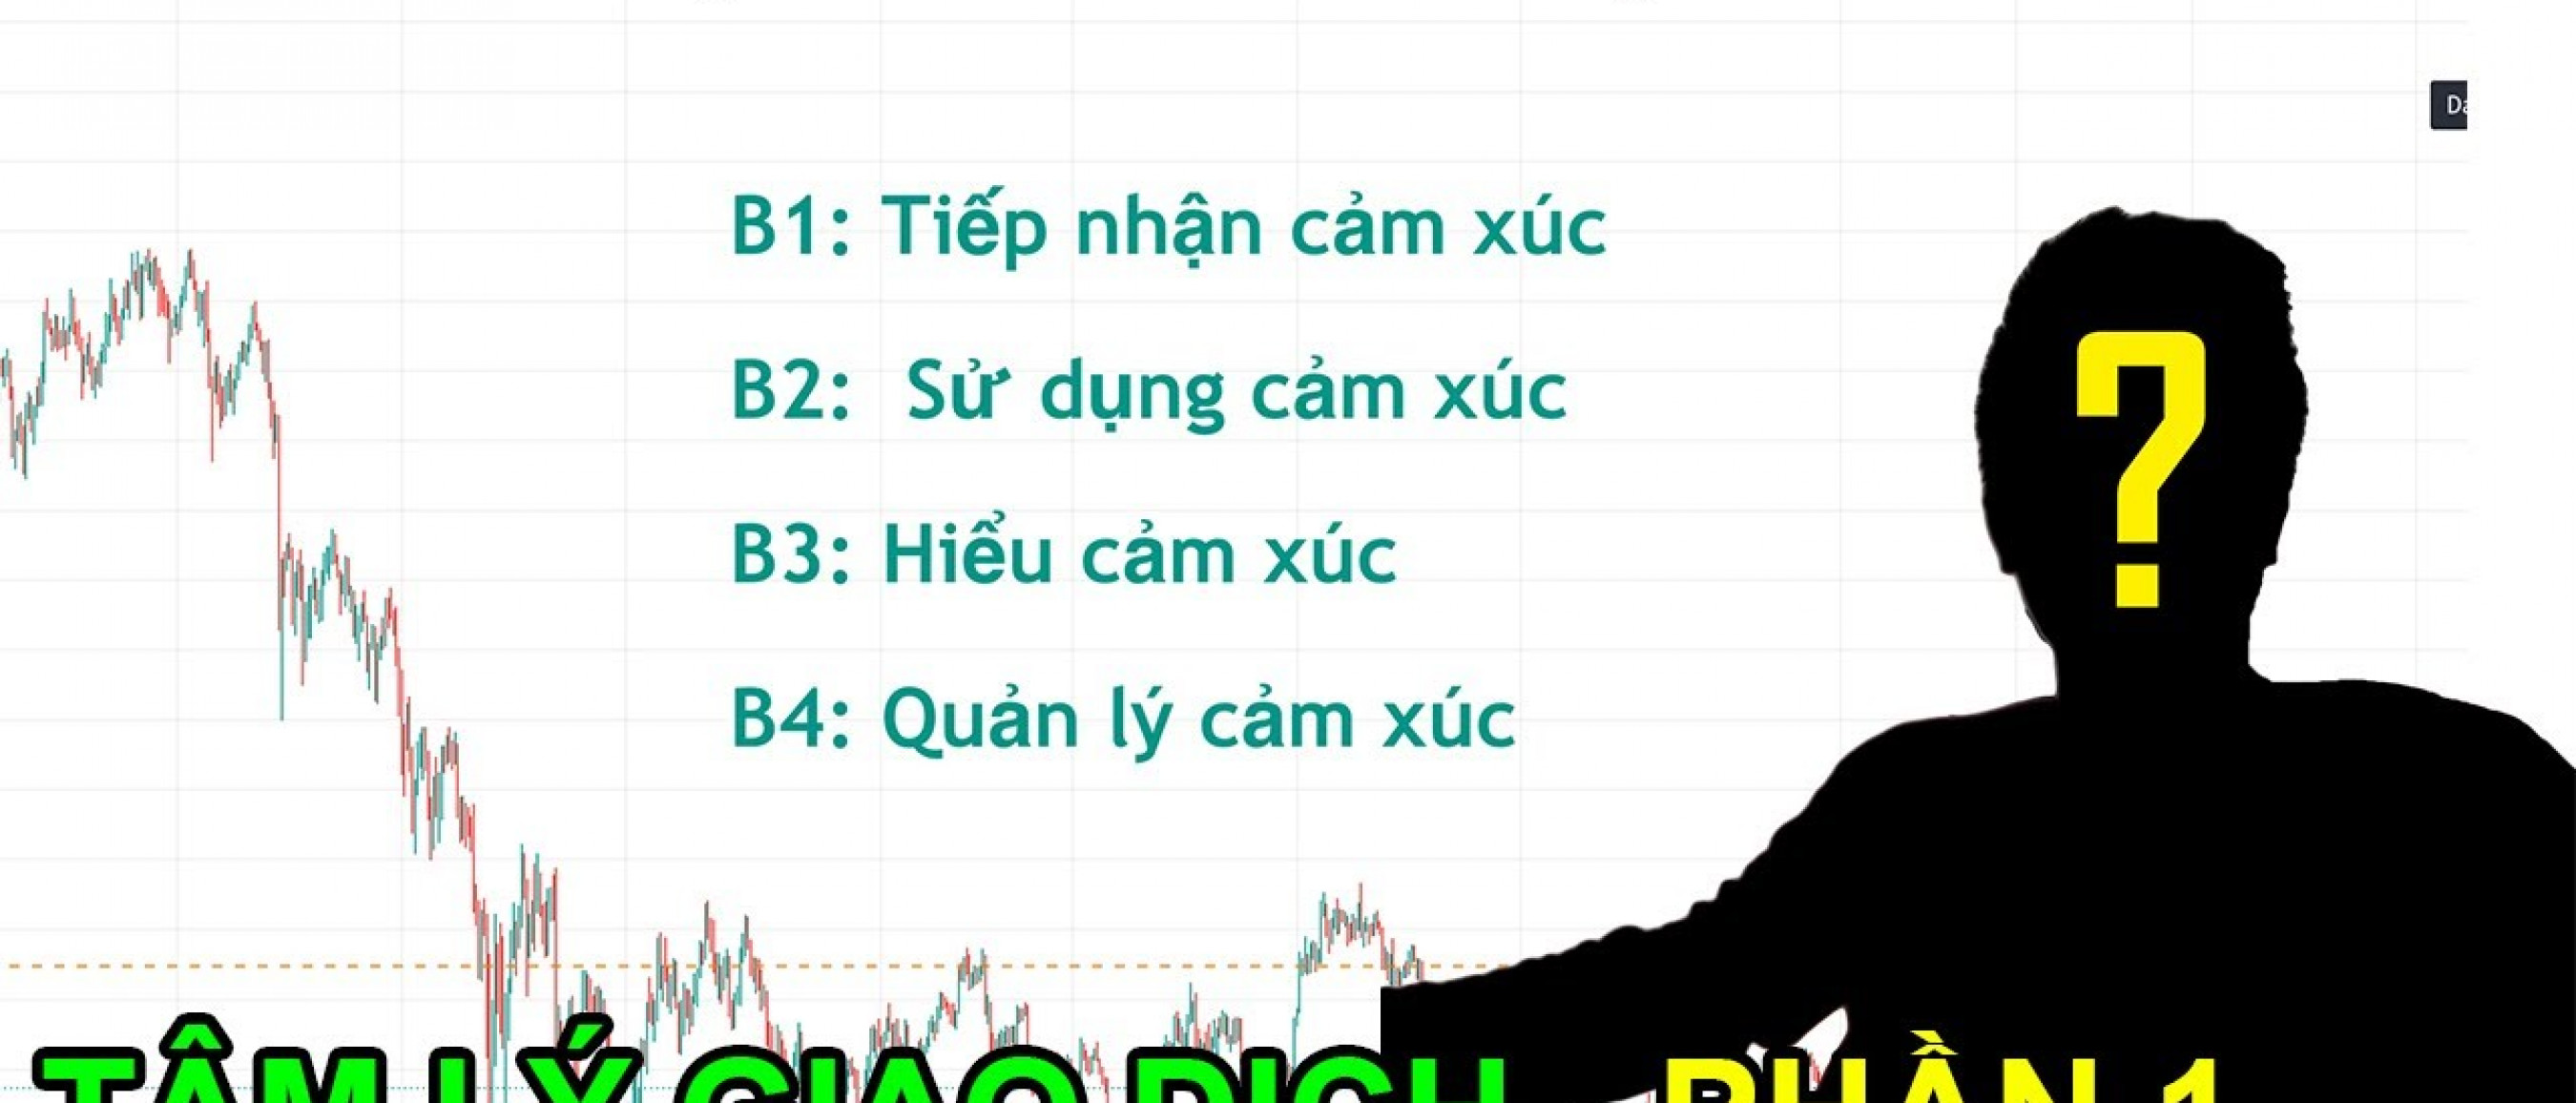 Da
B1: Tiếp nhận cảm xúc
?
B2: Sử dụng cảm xúc
B3: Hiểu cảm xúc
B4: Quản lý cảm xúc
TÂM LÝ GIAO DỊCH PHẦN 1